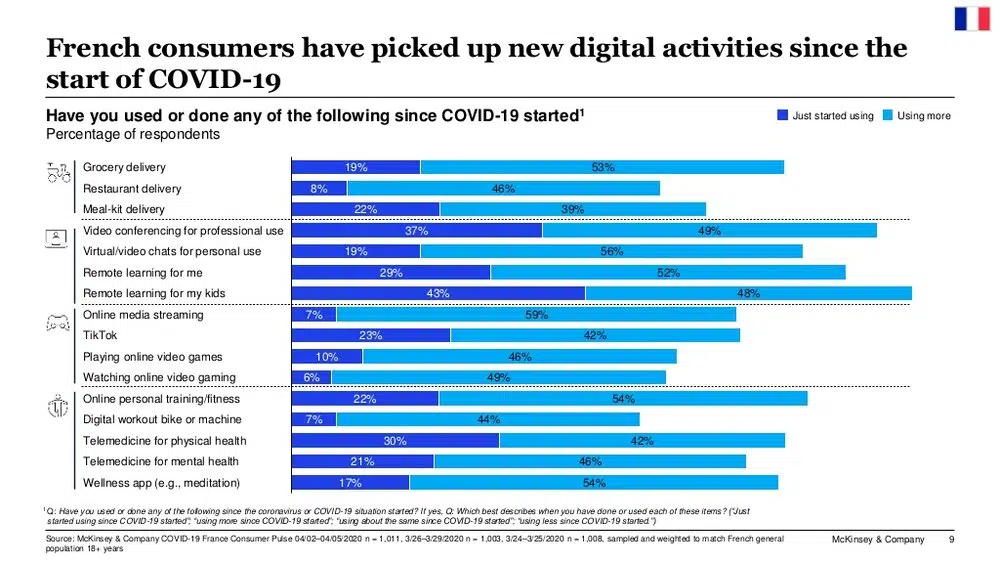 French consumers have picked up new digital activities since the
start of COVID-19
Have you used or done any of the following since COVID-19 started¹
Percentage of respondents
Just started using
Using more
Grocery delivery 19% 53%
Restaurant delivery 8% 46%
Meal-kit delivery 22% 39%
Video conferencing for professional use 37% 49%
Virtual/video chats for personal use 19% 56%
Remote learning for me 29% 52%
Remote learning for my kids 43% 48%
Online media streaming 7% 59%
TikTok 23% 42%
Playing online video games 10% 46%
Watching online video gaming 6% 49%
Online personal training/fitness 22% 54%
Digital workout bike or machine 7% 44%
Telemedicine for physical health 30% 42%
Telemedicine for mental health 21% 46%
Wellness app (e.g., meditation) 17% 54%
¹ Q: Have you used or done any of the following since the coronavirus or COVID-19 situation started? If yes, Q: Which best describes when you have done or used each of these items? ("Just
started using since COVID-19 started"; "using more since COVID-19 started"; "using about the same since COVID-19 started"; "using less since COVID-19 started.")
Source: McKinsey & Company COVID-19 France Consumer Pulse 04/02–04/05/2020 n = 1,011, 3/26–3/29/2020 n = 1,003, 3/24–3/25/2020 n = 1,008, sampled and weighted to match French general
population 18+ years
McKinsey & Company 9